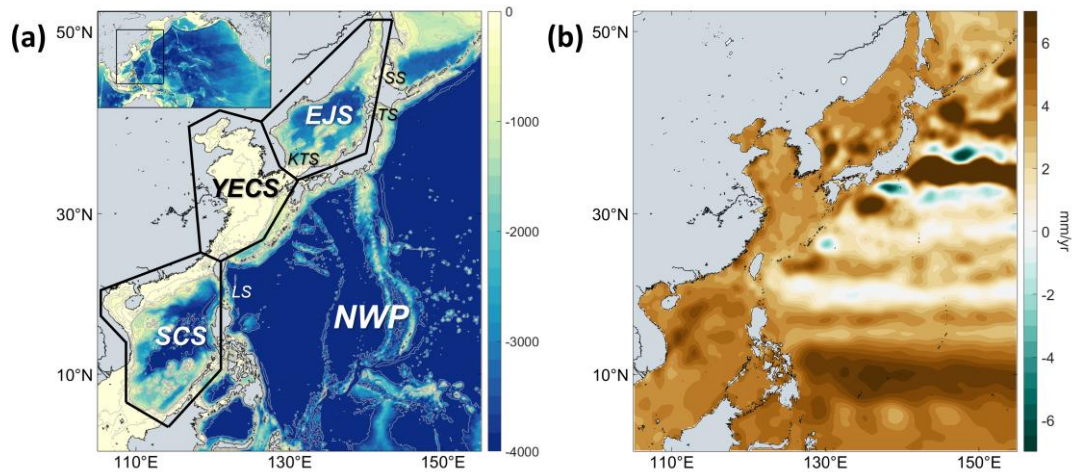 (a)
50°N
30°N
10°N
110°E
130°E
150°E
EJS
SS
TS
KTS
YECS
LS
SCS
NWP
0
-1000
-2000
-3000
-4000
(b)
50°N
30°N
10°N
110°E
130°E
150°E
6
4
2
0
-2
-4
-6
mm/yr